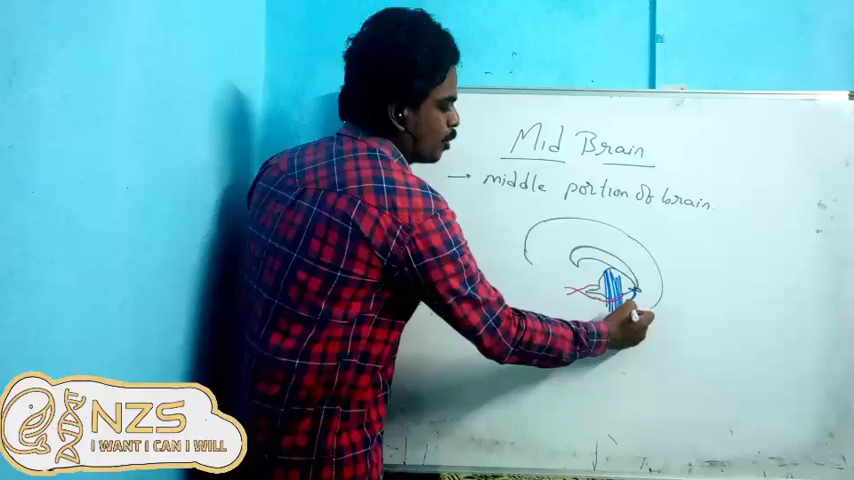 Mid Brain
→ middle portion of brain.
NZS
I WANT I CAN I WILL